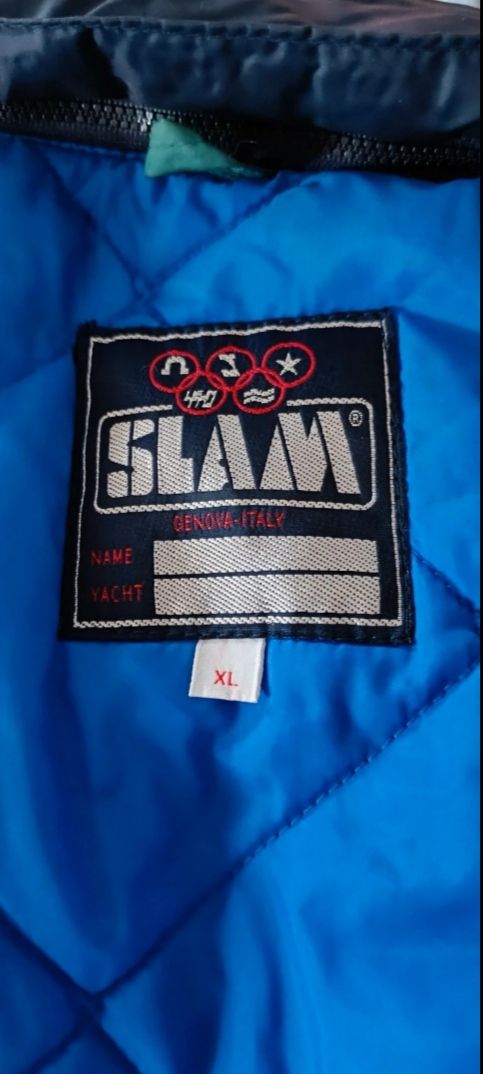 470
SLAM®
GENOVA-ITALY
NAME
YACHT
XL